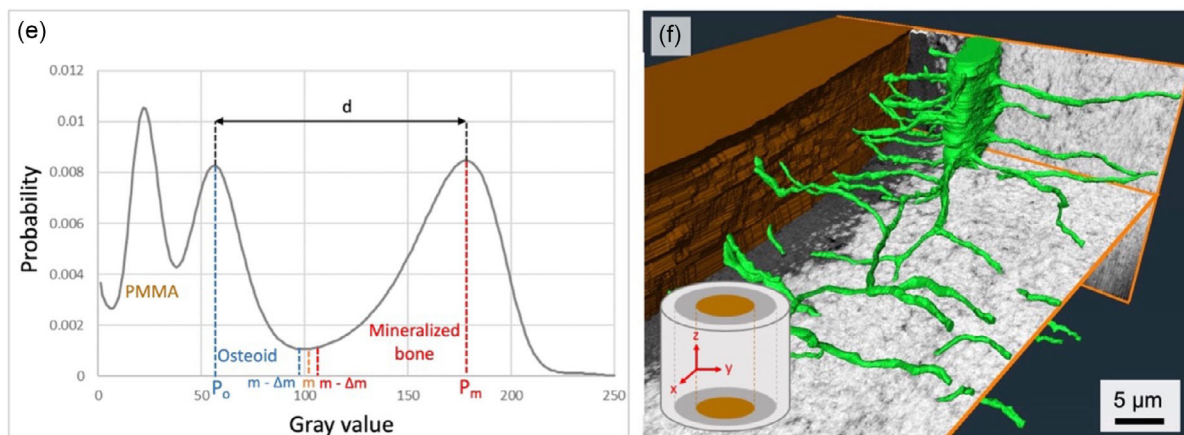 (e)
0.012
0.01
0.008
0.006
0.004
0.002
0
Probability
d
PMMA
Osteoid
Mineralized
bone
Po m - Δm m m - Δm Pm
0 50 100 150 200 250
Gray value
(f)
z
y
x
5 µm